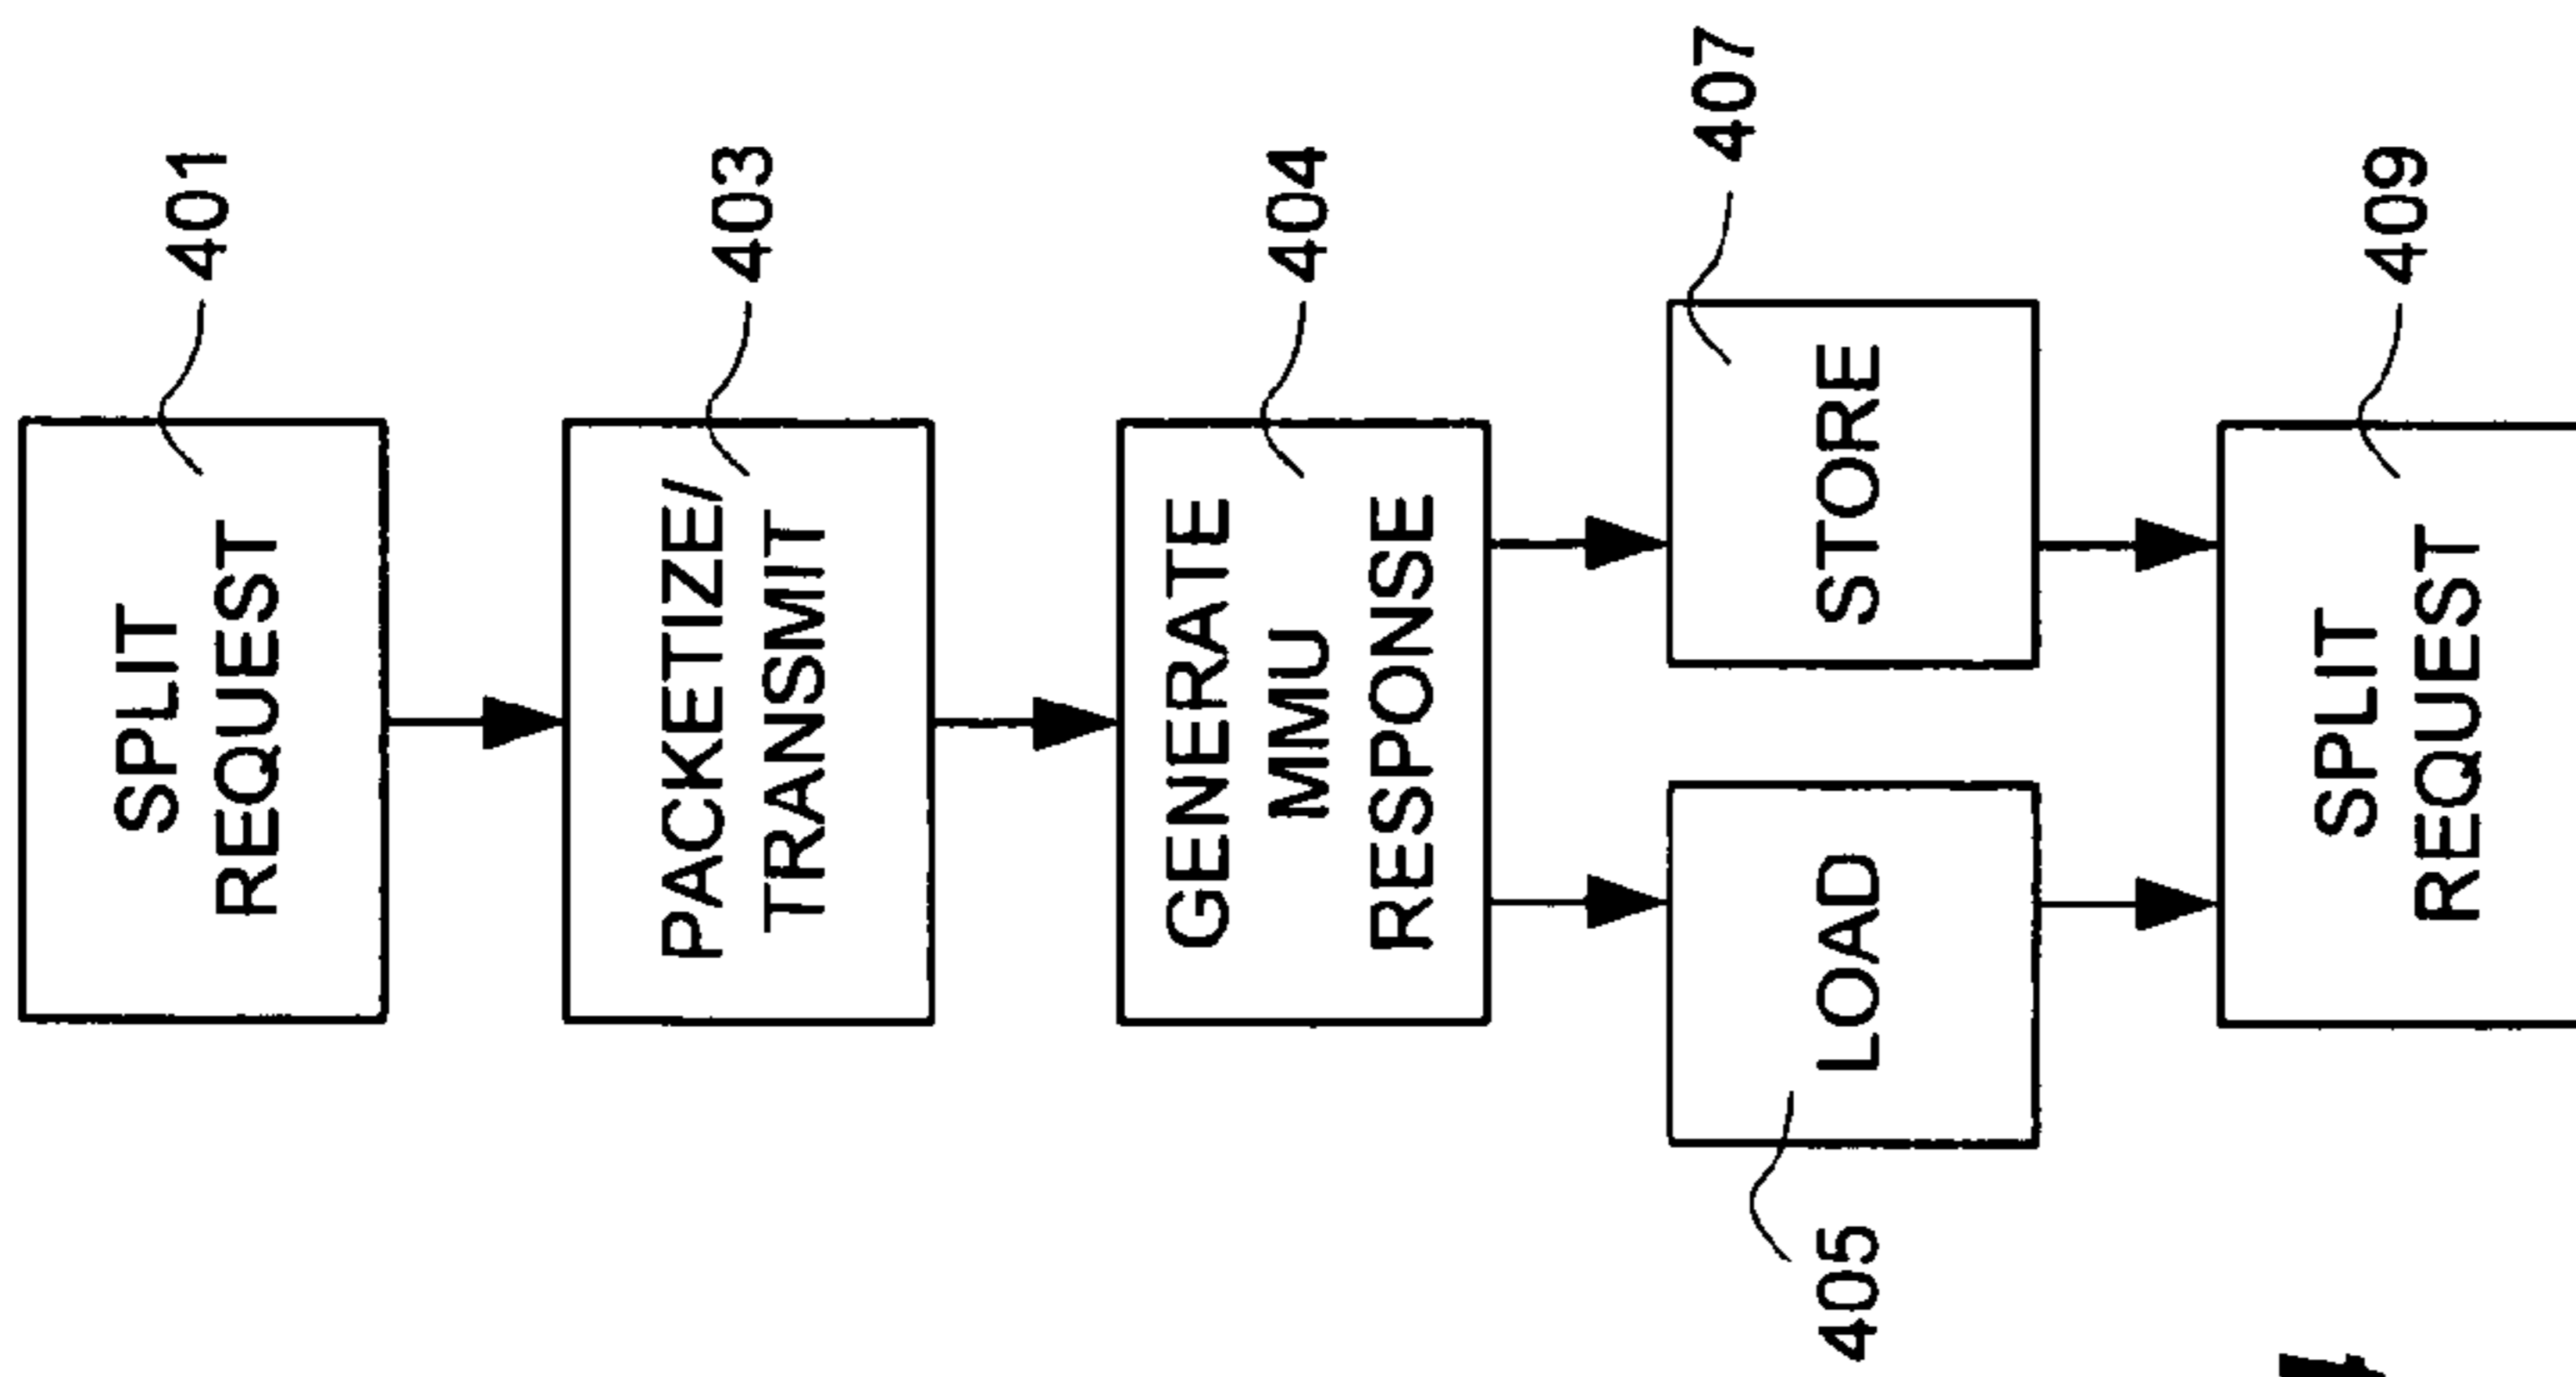 401
SPLIT
REQUEST
403
PACKETIZE/
TRANSMIT
404
GENERATE
MMU
RESPONSE
405
LOAD
407
STORE
409
SPLIT
REQUEST